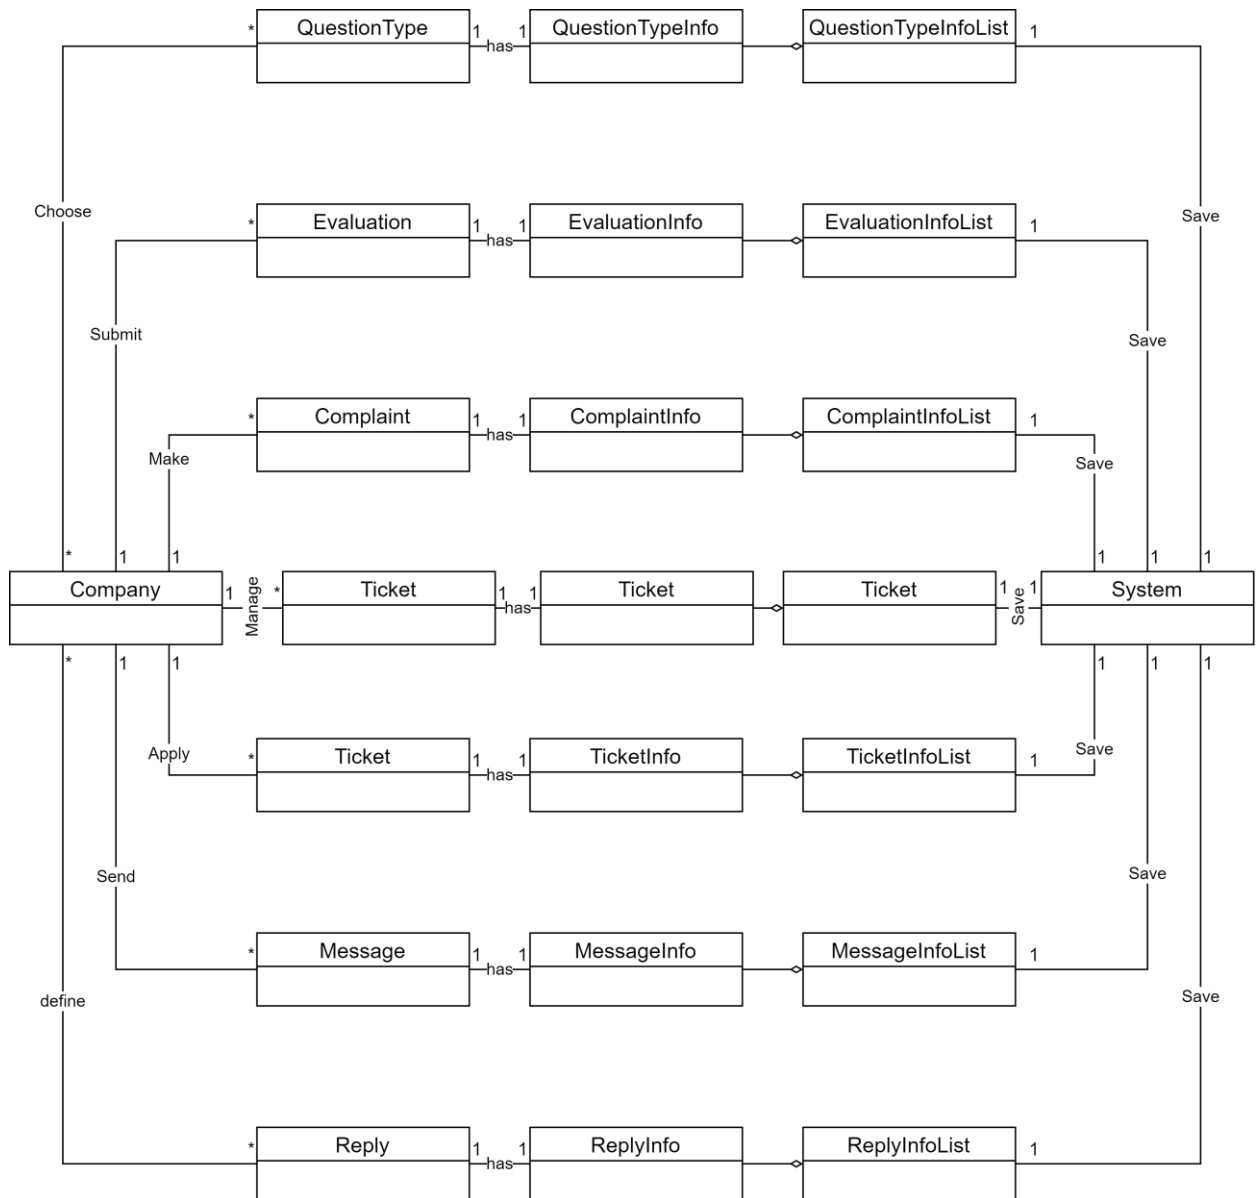 * QuestionType 1 has 1 QuestionTypeInfo QuestionTypeInfoList 1
Choose
Save
* Evaluation 1 has 1 EvaluationInfo EvaluationInfoList 1
Submit
Save
* Complaint 1 has 1 ComplaintInfo ComplaintInfoList 1
Make
Save
* 1 1
1 1 1
Company 1 Manage * Ticket 1 has 1 Ticket Ticket 1 Save 1 System
* 1 1
1 1 1
Apply
* Ticket 1 has 1 TicketInfo TicketInfoList 1
Save
Send
Save
* Message 1 has 1 MessageInfo MessageInfoList 1
define
Save
* Reply 1 has 1 ReplyInfo ReplyInfoList 1